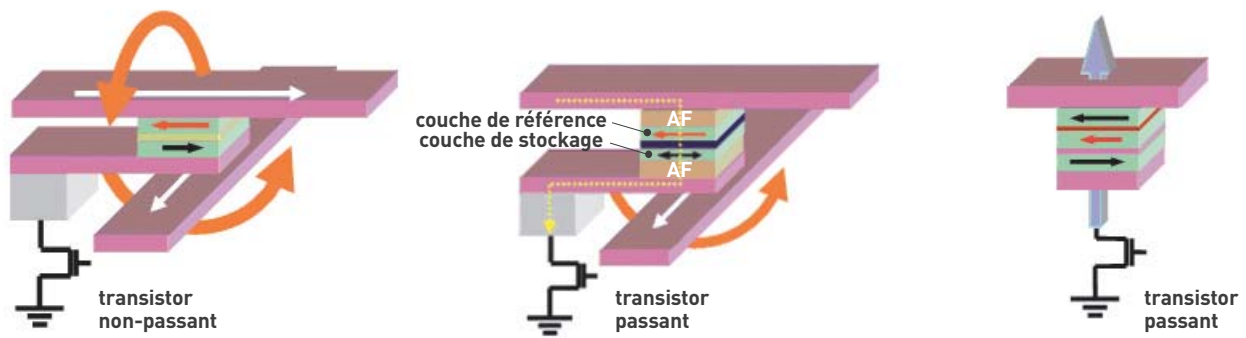 transistor
non-passant
couche de référence
couche de stockage
AF
AF
transistor
passant
transistor
passant